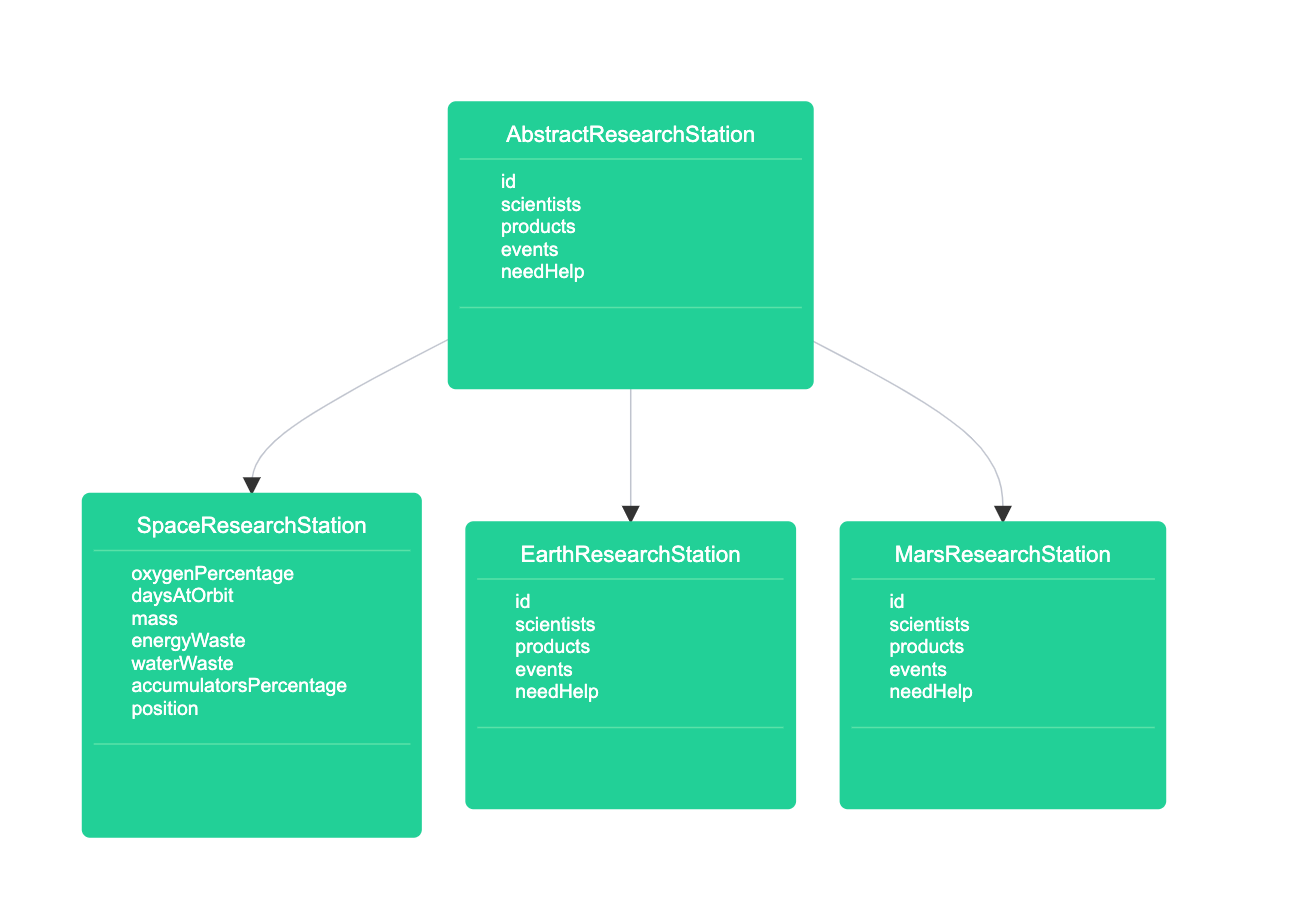 AbstractResearchStation
id
scientists
products
events
needHelp
SpaceResearchStation
oxygenPercentage
daysAtOrbit
mass
energyWaste
waterWaste
accumulatorsPercentage
position
EarthResearchStation
id
scientists
products
events
needHelp
MarsResearchStation
id
scientists
products
events
needHelp